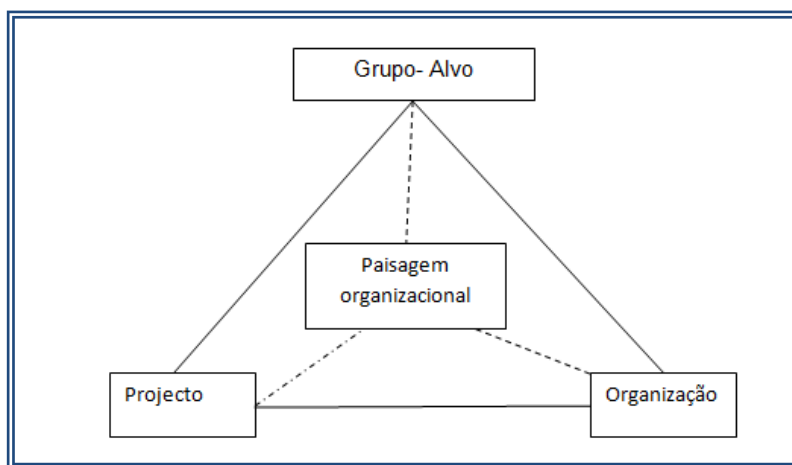 Grupo- Alvo
Paisagem
organizacional
Projecto
Organização